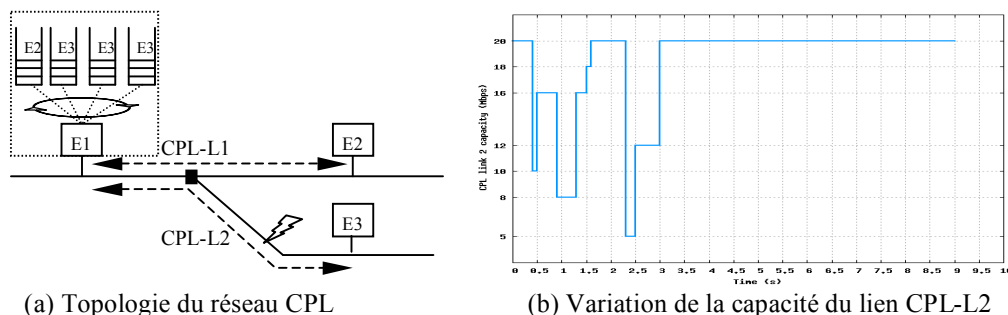 E2
E3
E3
E3
E1
CPL-L1
E2
CPL-L2
E3
(a) Topologie du réseau CPL
CPL link 2 capacity (Mbps)
20
18
16
12
10
8
5
0 0.5 1 1.5 2 2.5 3 3.5 4 4.5 5 5.5 6 6.5 7 7.5 8 8.5 9 9.5 10
Time (s)
(b) Variation de la capacité du lien CPL-L2